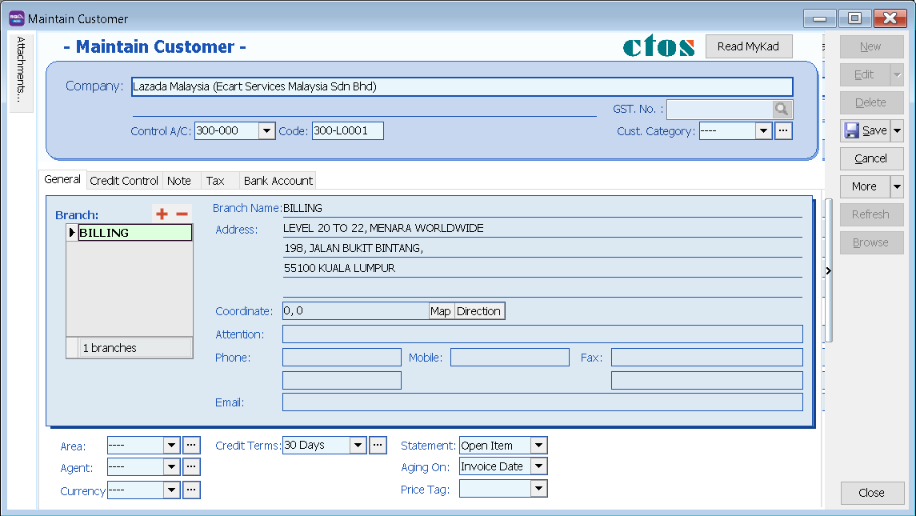 Maintain Customer
Attachments...
- Maintain Customer -
ctos
Read MyKad
Company: Lazada Malaysia (Ecart Services Malaysia Sdn Bhd)
GST. No. :
Control A/C: 300-000 Code: 300-L0001 Cust. Category: ----
General Credit Control Note Tax Bank Account
Branch:
BILLING
1 branches
Branch Name: BILLING
Address: LEVEL 20 TO 22, MENARA WORLDWIDE
198, JALAN BUKIT BINTANG,
55100 KUALA LUMPUR
Coordinate: 0, 0 Map Direction
Attention:
Phone: Mobile: Fax:
Email:
Area: ---- Credit Terms: 30 Days Statement: Open Item
Agent: ---- Aging On: Invoice Date
Currency ---- Price Tag:
New
Edit
Delete
Save
Cancel
More
Refresh
Browse
Close